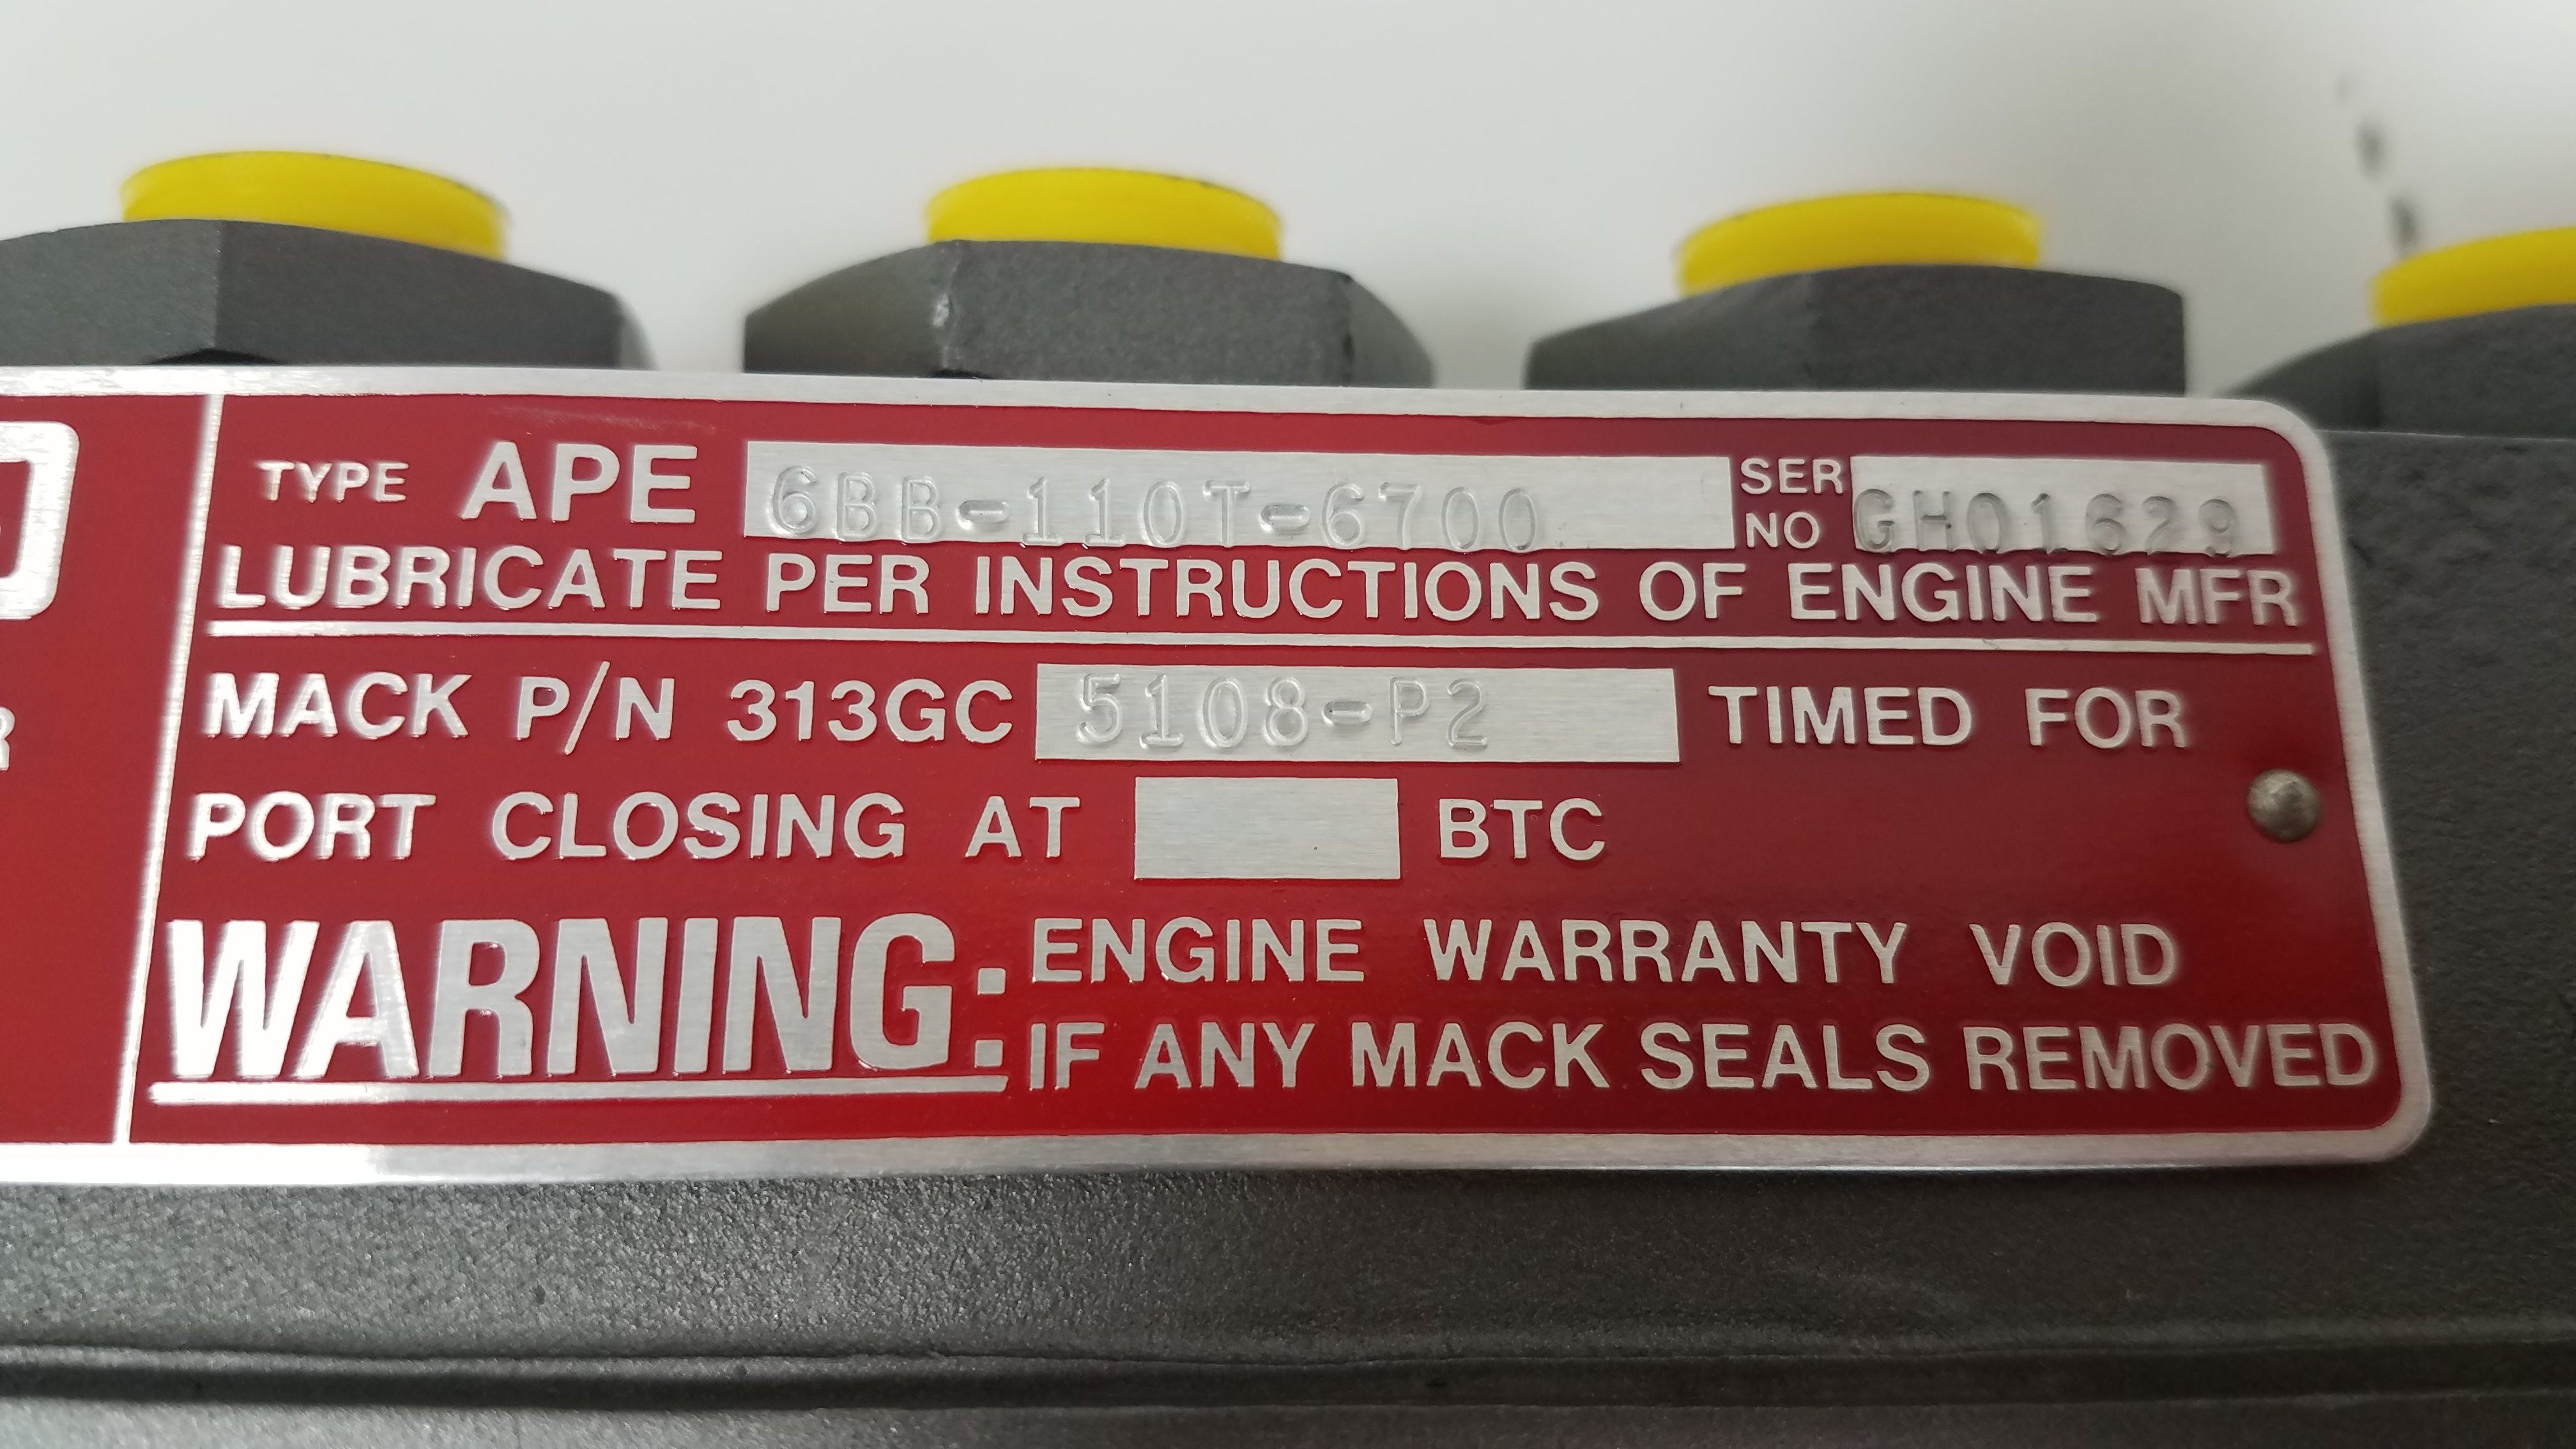 TYPE APE 6BB-110T-6700 SER NO GH01629
LUBRICATE PER INSTRUCTIONS OF ENGINE MFR
MACK P/N 313GC 5108-P2 TIMED FOR
PORT CLOSING AT BTC
WARNING: ENGINE WARRANTY VOID
IF ANY MACK SEALS REMOVED